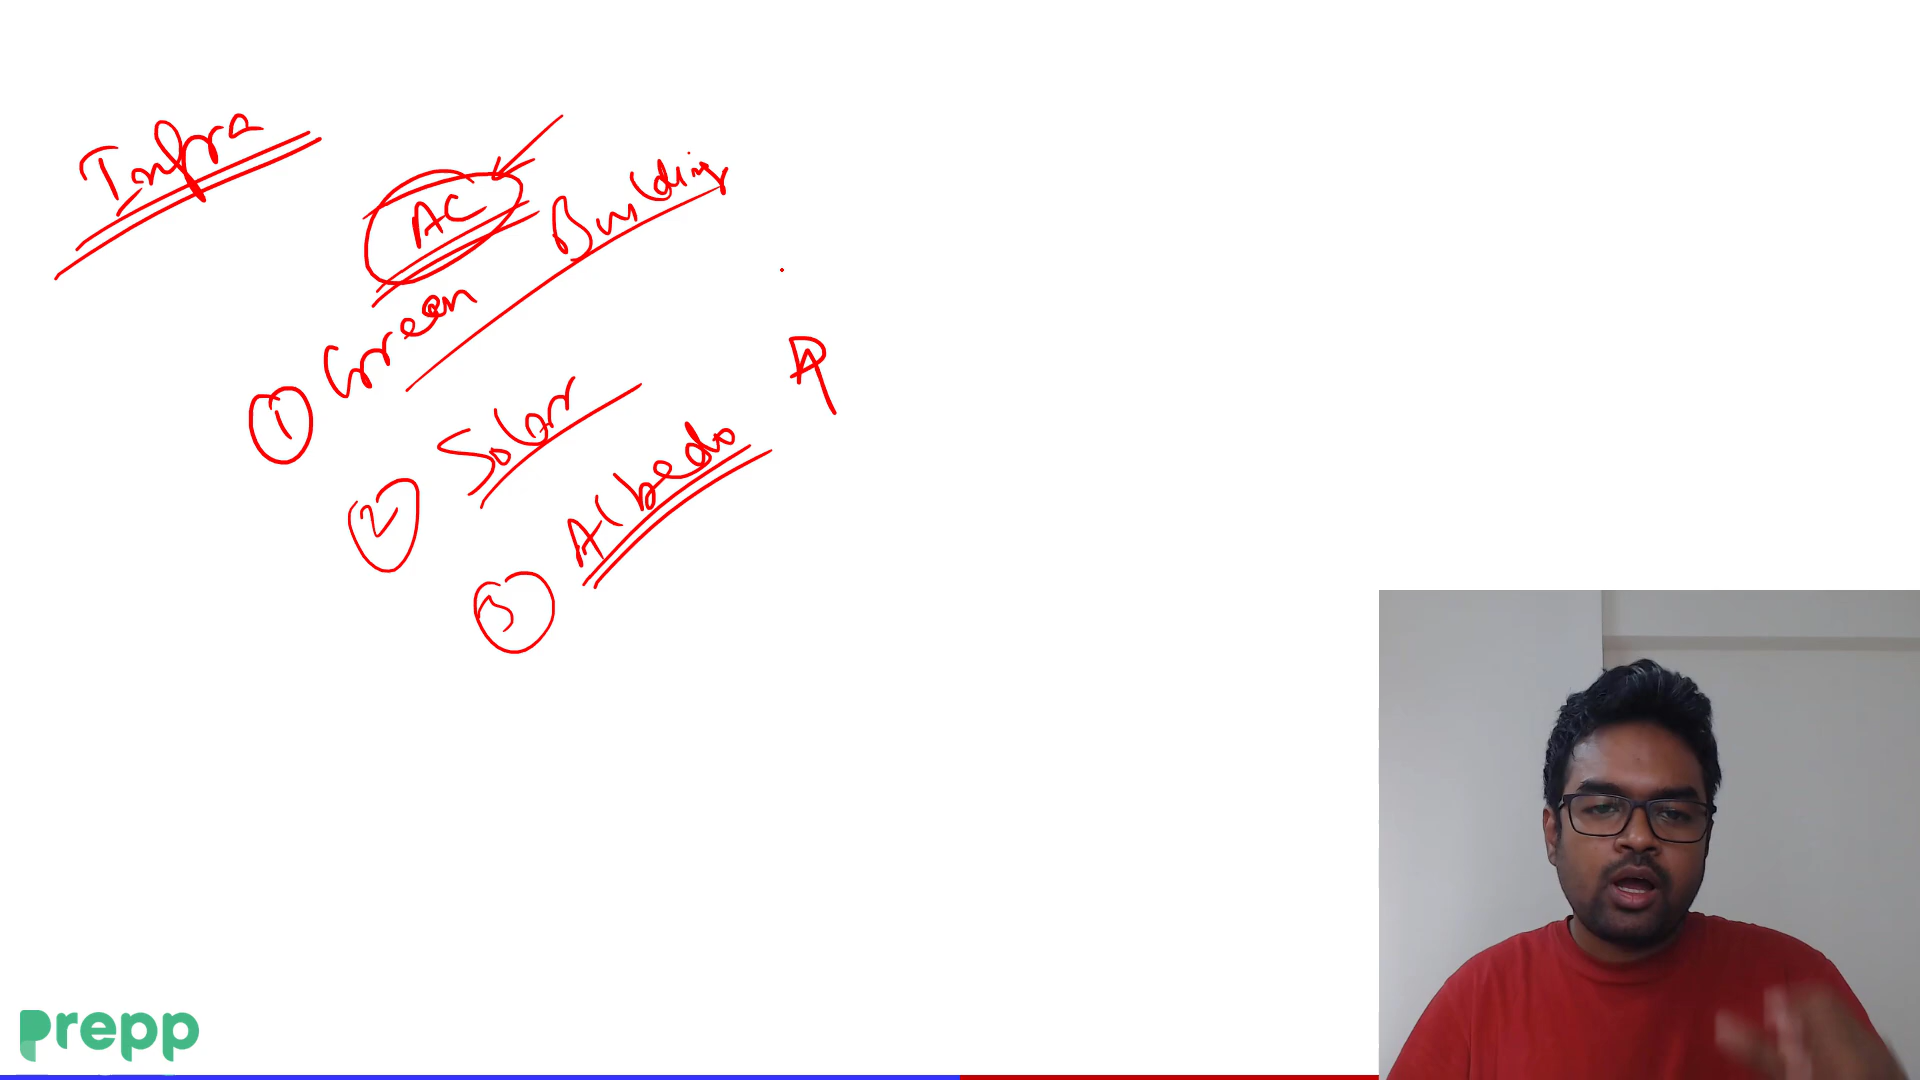 Infra
AC
① Green Building
② Solar
③ Albedo
prepp